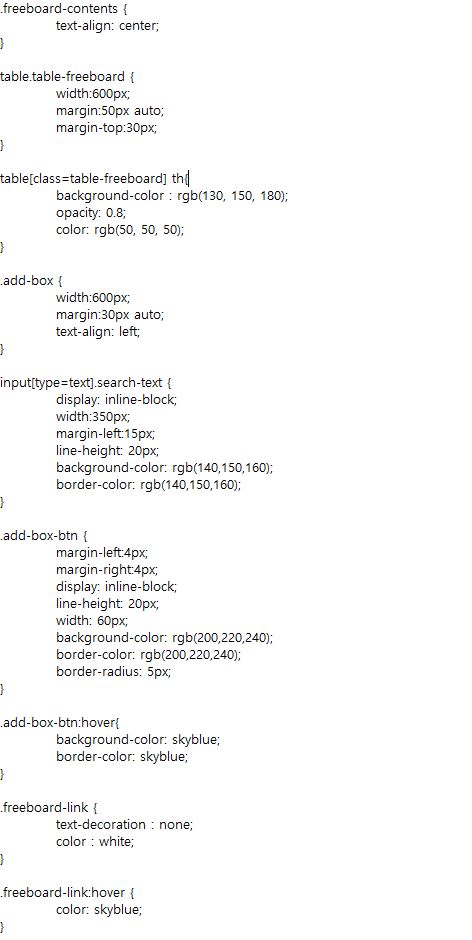 .freeboard-contents {
text-align: center;
}
table.table-freeboard {
width:600px;
margin:50px auto;
margin-top:30px;
}
table[class=table-freeboard] th{
background-color : rgb(130, 150, 180);
opacity: 0.8;
color: rgb(50, 50, 50);
}
.add-box {
width:600px;
margin:30px auto;
text-align: left;
}
input[type=text].search-text {
display: inline-block;
width:350px;
margin-left:15px;
line-height: 20px;
background-color: rgb(140,150,160);
border-color: rgb(140,150,160);
}
.add-box-btn {
margin-left:4px;
margin-right:4px;
display: inline-block;
line-height: 20px;
width: 60px;
background-color: rgb(200,220,240);
border-color: rgb(200,220,240);
border-radius: 5px;
}
.add-box-btn:hover{
background-color: skyblue;
border-color: skyblue;
}
.freeboard-link {
text-decoration : none;
color : white;
}
.freeboard-link:hover {
color: skyblue;
}